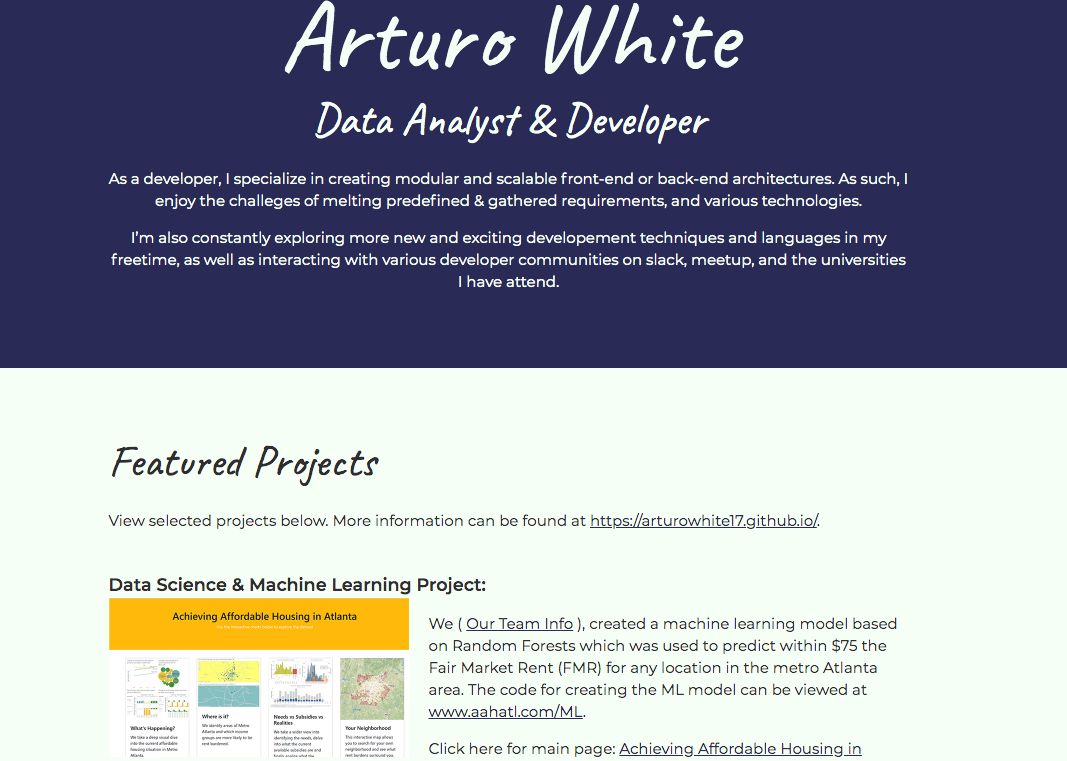 Arturo White
Data Analyst & Developer
As a developer, I specialize in creating modular and scalable front-end or back-end architectures. As such, I
enjoy the challeges of melting predefined & gathered requirements, and various technologies.
I'm also constantly exploring more new and exciting developement techniques and languages in my
freetime, as well as interacting with various developer communities on slack, meetup, and the universities
I have attend.
Featured Projects
View selected projects below. More information can be found at https://arturowhite17.github.io/.
Data Science & Machine Learning Project:
Achieving Affordable Housing in Atlanta
What's Happening?
We take a deep visual dive
into the current affordable
housing situation in Metro
Atlanta.
Where is it?
We identify areas of Metro
Atlanta and which income
groups are more likely to be
rent burdened.
Needs vs Subsidies vs
Realities
We take a wider view into
identifying the needs, delve
into what the current
available subsidies are and
Your Neighborhood
This interactive map allows
you to search for your own
neighborhood and see what
rent burdens surround you.
We ( Our Team Info ), created a machine learning model based
on Random Forests which was used to predict within $75 the
Fair Market Rent (FMR) for any location in the metro Atlanta
area. The code for creating the ML model can be viewed at
www.aahatl.com/ML.
Click here for main page: Achieving Affordable Housing in